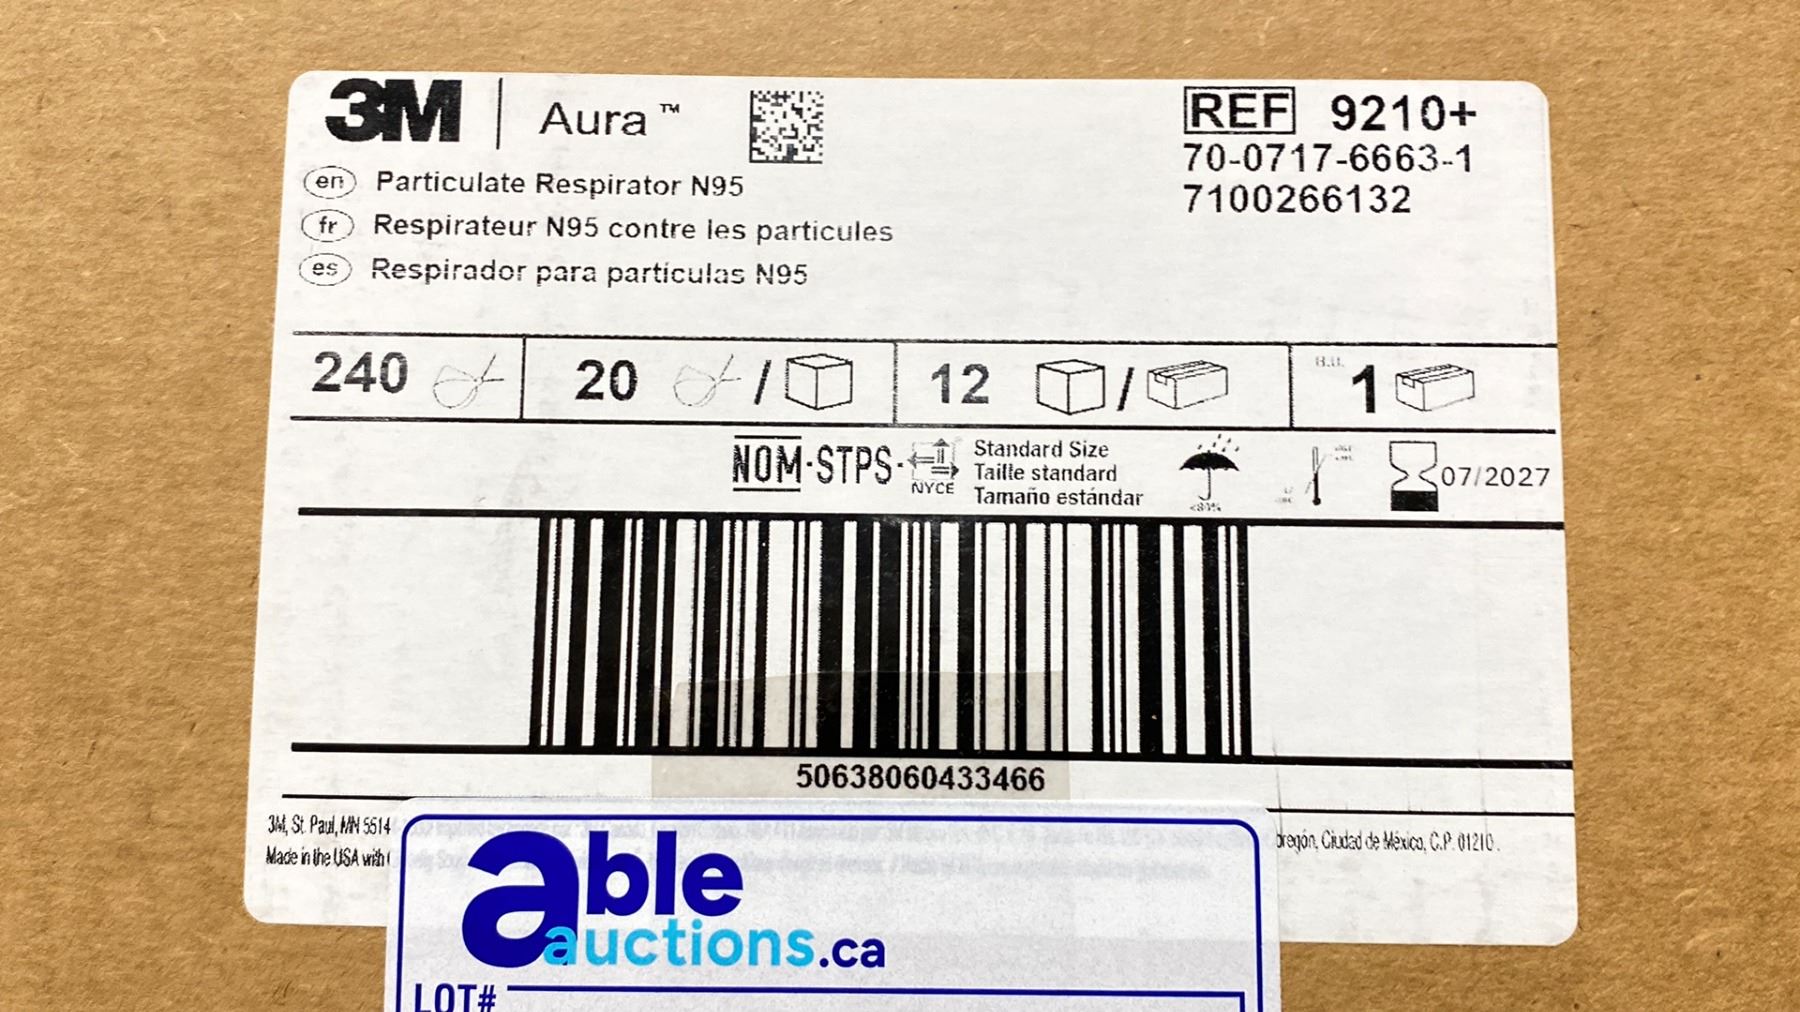 3M Aura™
REF 9210+
70-0717-6663-1
7100266132
en Particulate Respirator N95
fr Respirateur N95 contre les particules
es Respirador para partículas N95
240 20 / 12 / 1
NOM-STPS-
NYCE
Standard Size
Taille standard
Tamaño estándar
07/2027
50638060433466
3M, St. Paul, MN 5514
Made in the USA with
bregón, Ciudad de México, C.P. 01210.
able
auctions.ca
LOT#